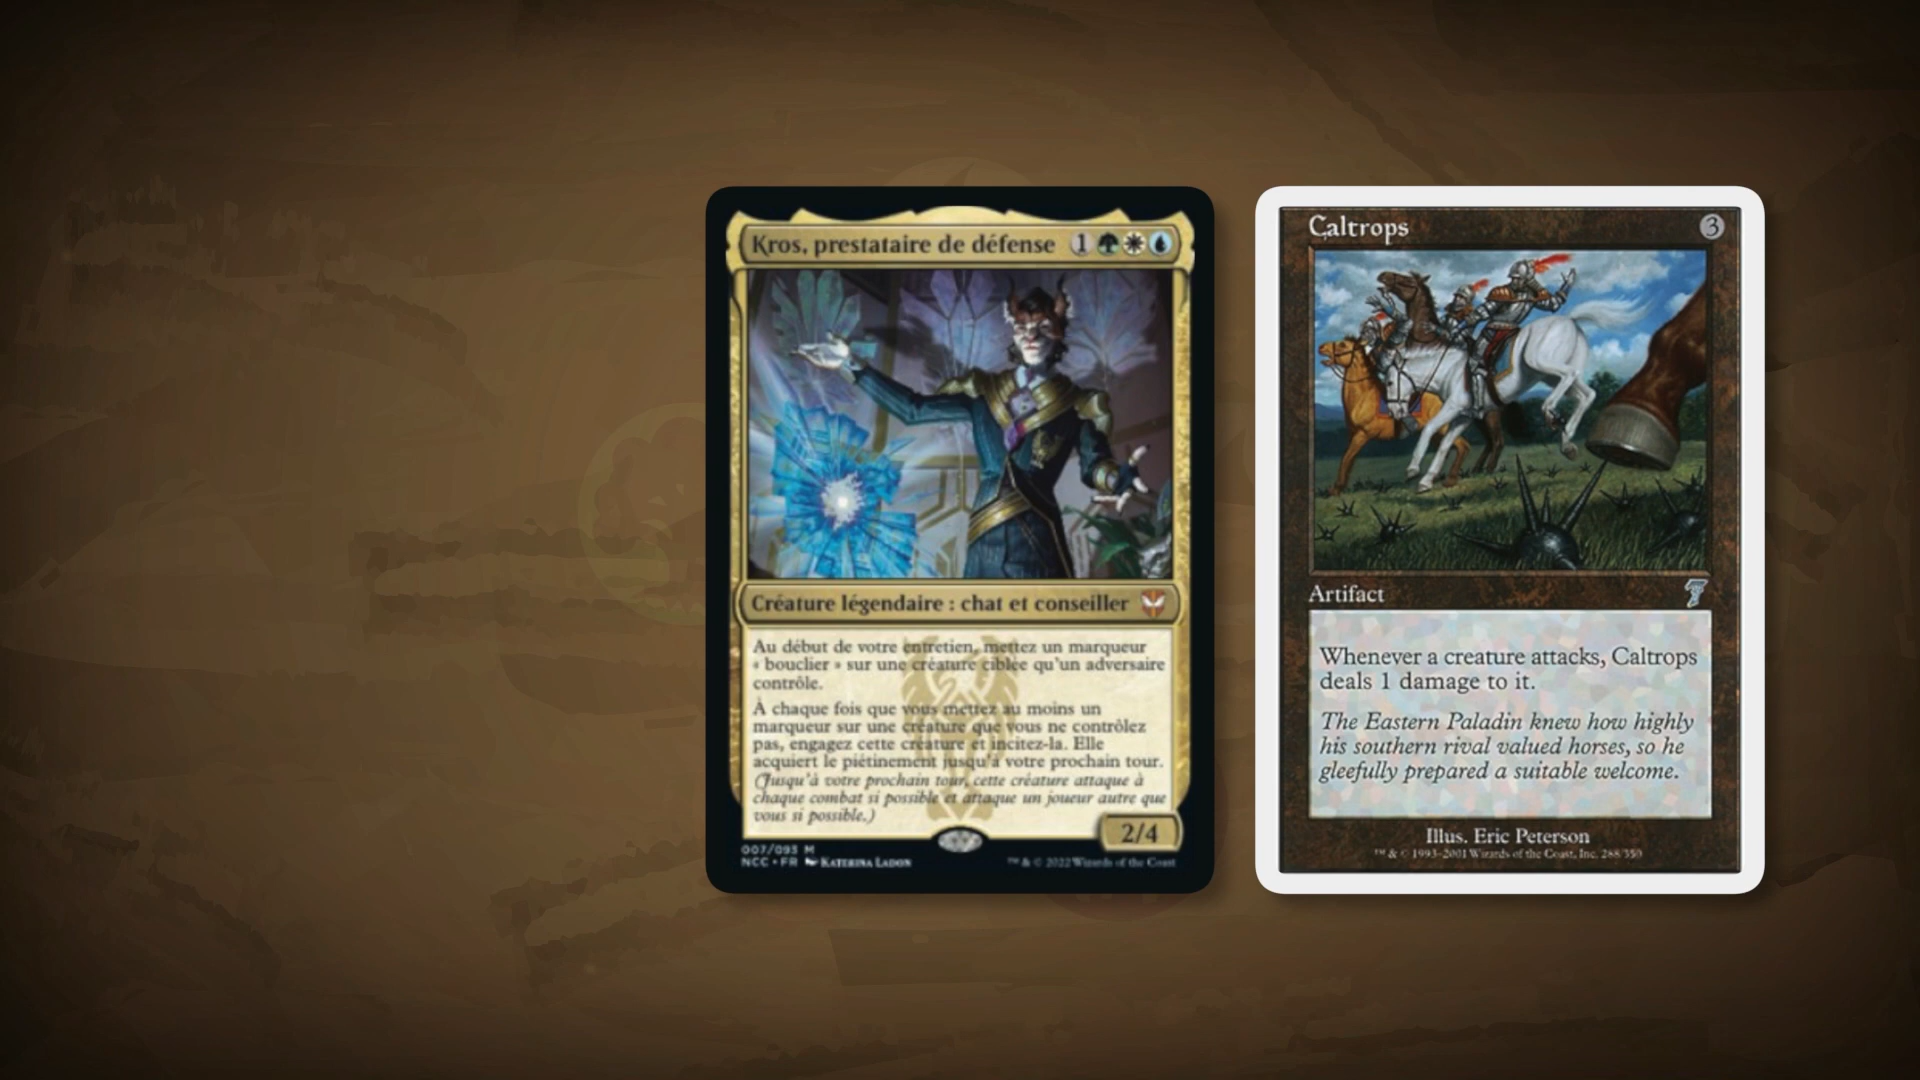 Kros, prestataire de défense 1
Créature légendaire : chat et conseiller
Au début de votre entretien, mettez un marqueur
« bouclier » sur une créature ciblée qu'un adversaire
contrôle.
À chaque fois que vous mettez au moins un
marqueur sur une créature que vous ne contrôlez
pas, engagez cette créature et incitez-la. Elle
acquiert le piétinement jusqu'à votre prochain tour.
(Jusqu'à votre prochain tour, cette créature attaque à
chaque combat si possible et attaque un joueur autre que
vous si possible.)
2/4
007/093 M
NCC • FR Katerina Ladon
™ & © 2022 Wizards of the Coast
Caltrops 3
Artifact
Whenever a creature attacks, Caltrops
deals 1 damage to it.
The Eastern Paladin knew how highly
his southern rival valued horses, so he
gleefully prepared a suitable welcome.
Illus. Eric Peterson
™ & © 1993–2001 Wizards of the Coast, Inc. 288/350